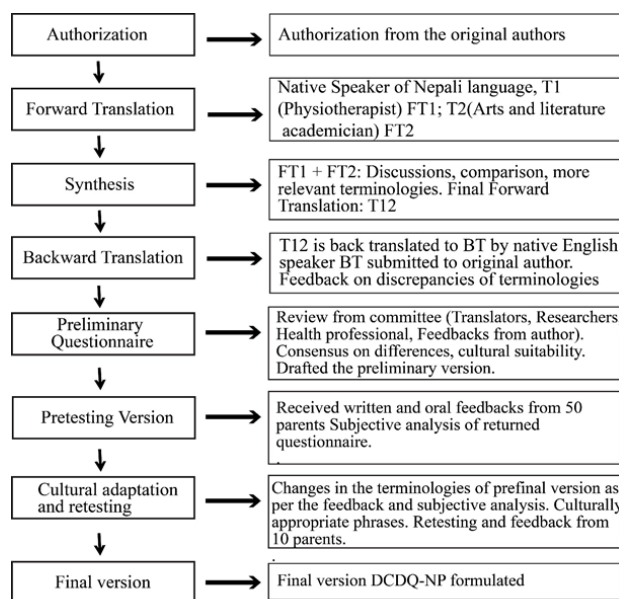 Authorization
Authorization from the original authors
Forward Translation
Native Speaker of Nepali language, T1
(Physiotherapist) FT1; T2(Arts and literature
academician) FT2
Synthesis
FT1 + FT2: Discussions, comparison, more
relevant terminologies. Final Forward
Translation: T12
Backward Translation
T12 is back translated to BT by native English
speaker BT submitted to original author.
Feedback on discrepancies of terminologies
Preliminary
Questionnaire
Review from committee (Translators, Researchers
Health professional, Feedbacks from author).
Consensus on differences, cultural suitability.
Drafted the preliminary version.
Pretesting Version
Received written and oral feedbacks from 50
parents Subjective analysis of returned
questionnaire.
.
Cultural adaptation
and retesting
Changes in the terminologies of prefinal version as
per the feedback and subjective analysis. Culturally
appropriate phrases. Retesting and feedback from
10 parents.
.
Final version
Final version DCDQ-NP formulated